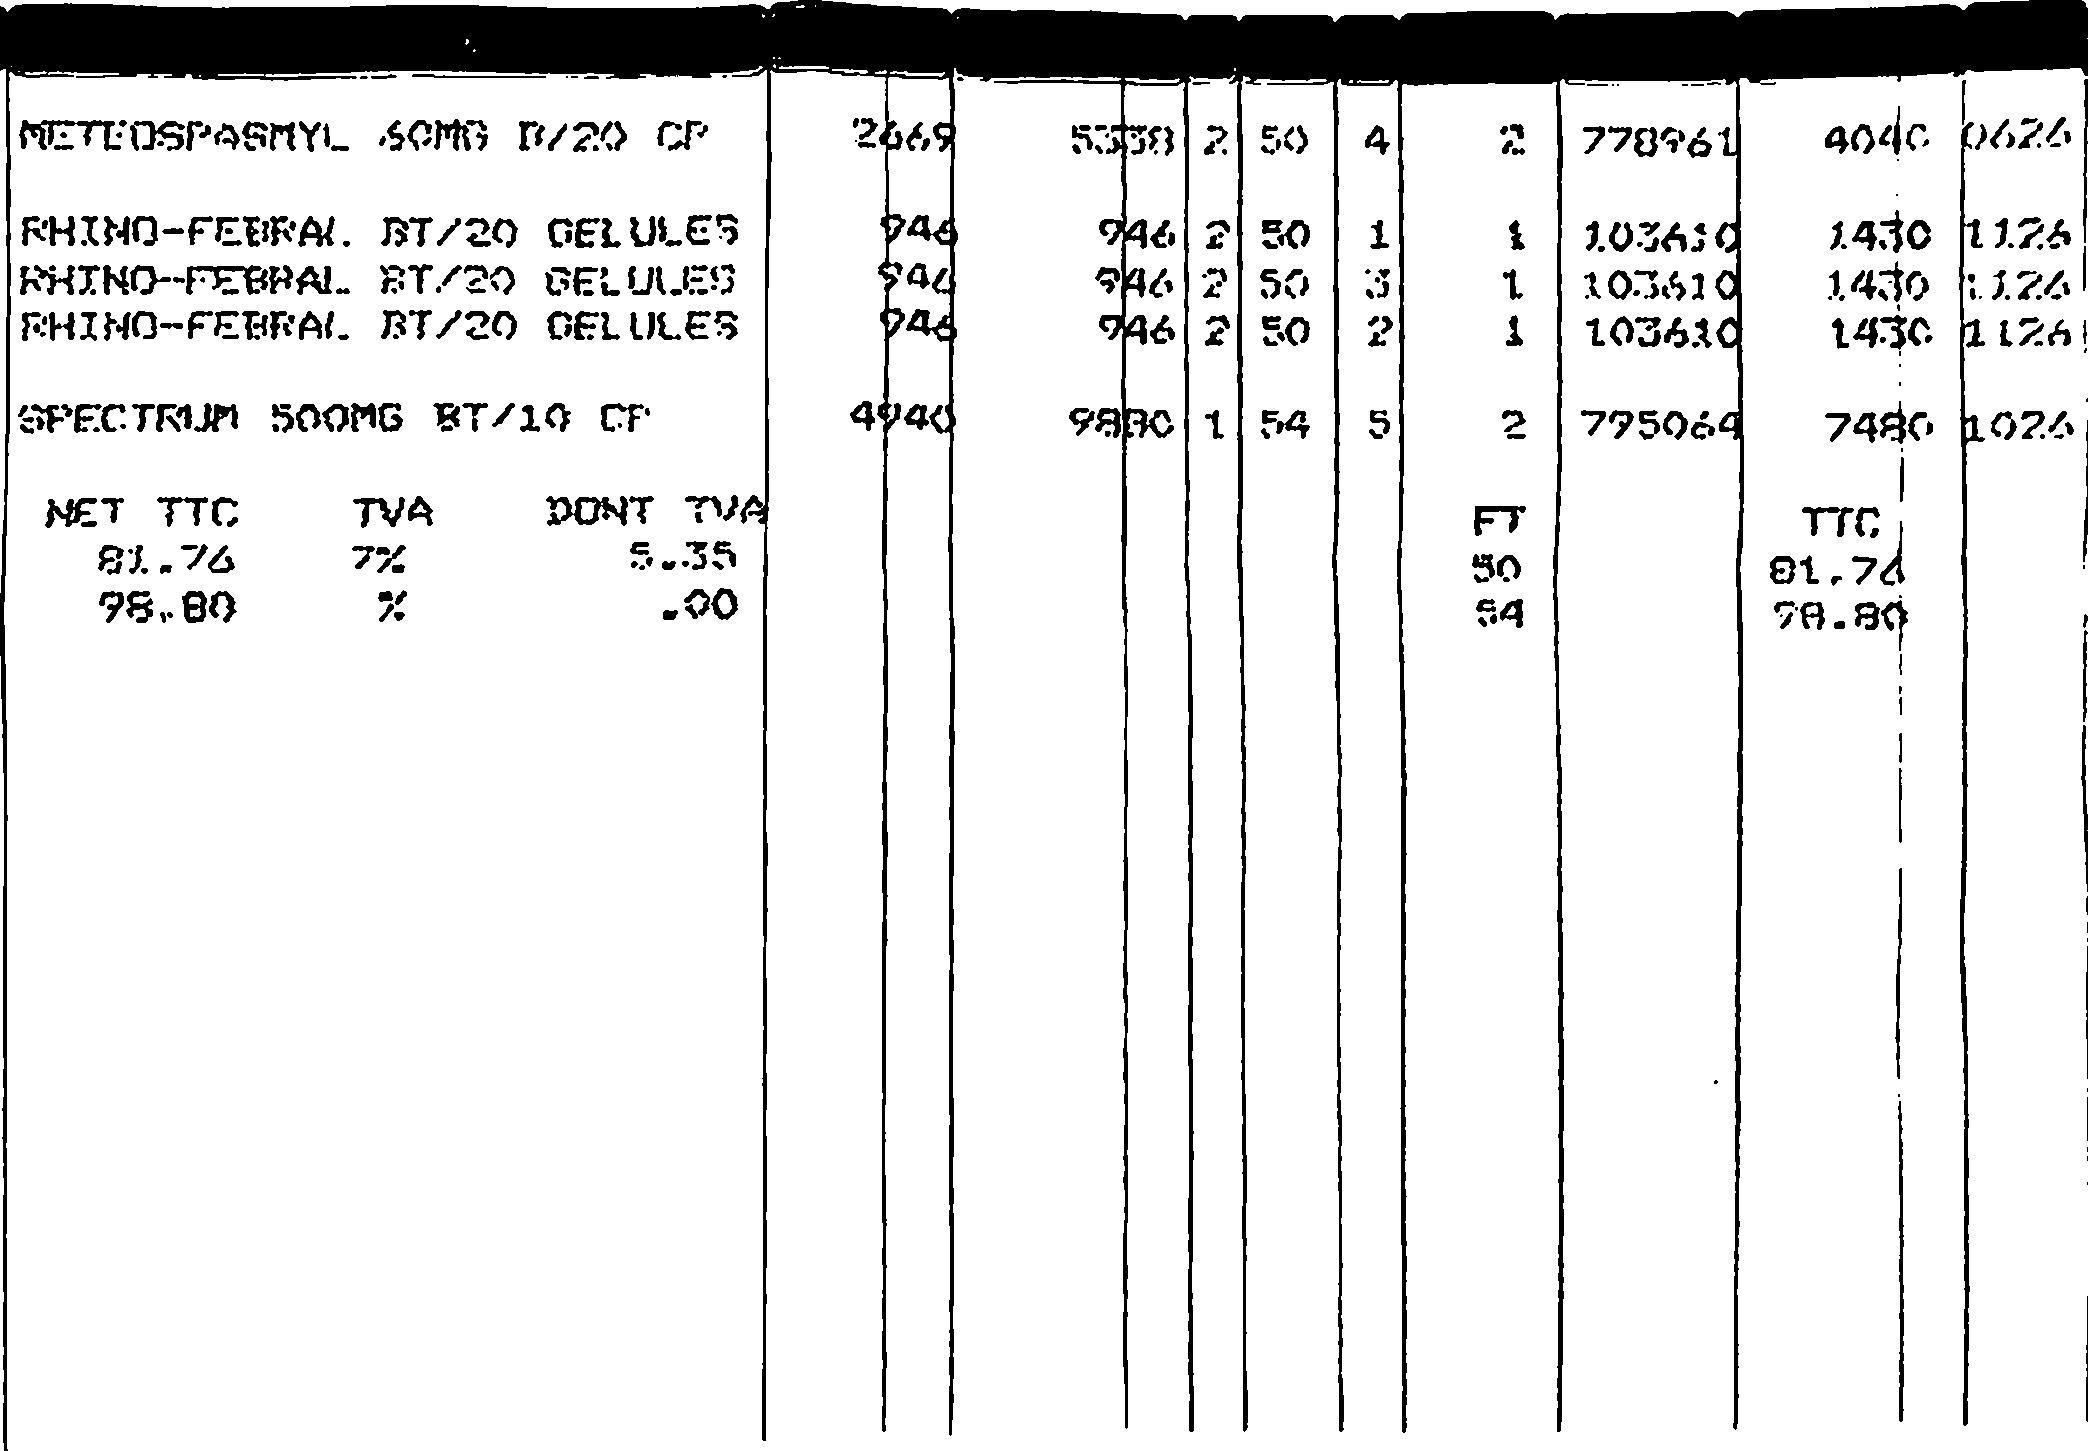 METEOSPASMYL 60MG B/20 CP 2669 5338 2 50 4 2 778961 4040 0626
RHINO-FEBRAL BT/20 GELULES 946 946 2 50 1 1 103610 1430 1126
RHINO-FEBRAL BT/20 GELULES 946 946 2 50 3 1 103610 1430 1126
RHINO-FEBRAL BT/20 GELULES 946 946 2 50 2 1 103610 1430 1126
SPECTRUM 500MG BT/10 CP 4940 9880 1 54 5 2 795064 7480 1026
NET TTC TVA DONT TVA FT TTC
81.76 7% 5.35 50 81.76
98.80 % .00 54 98.80